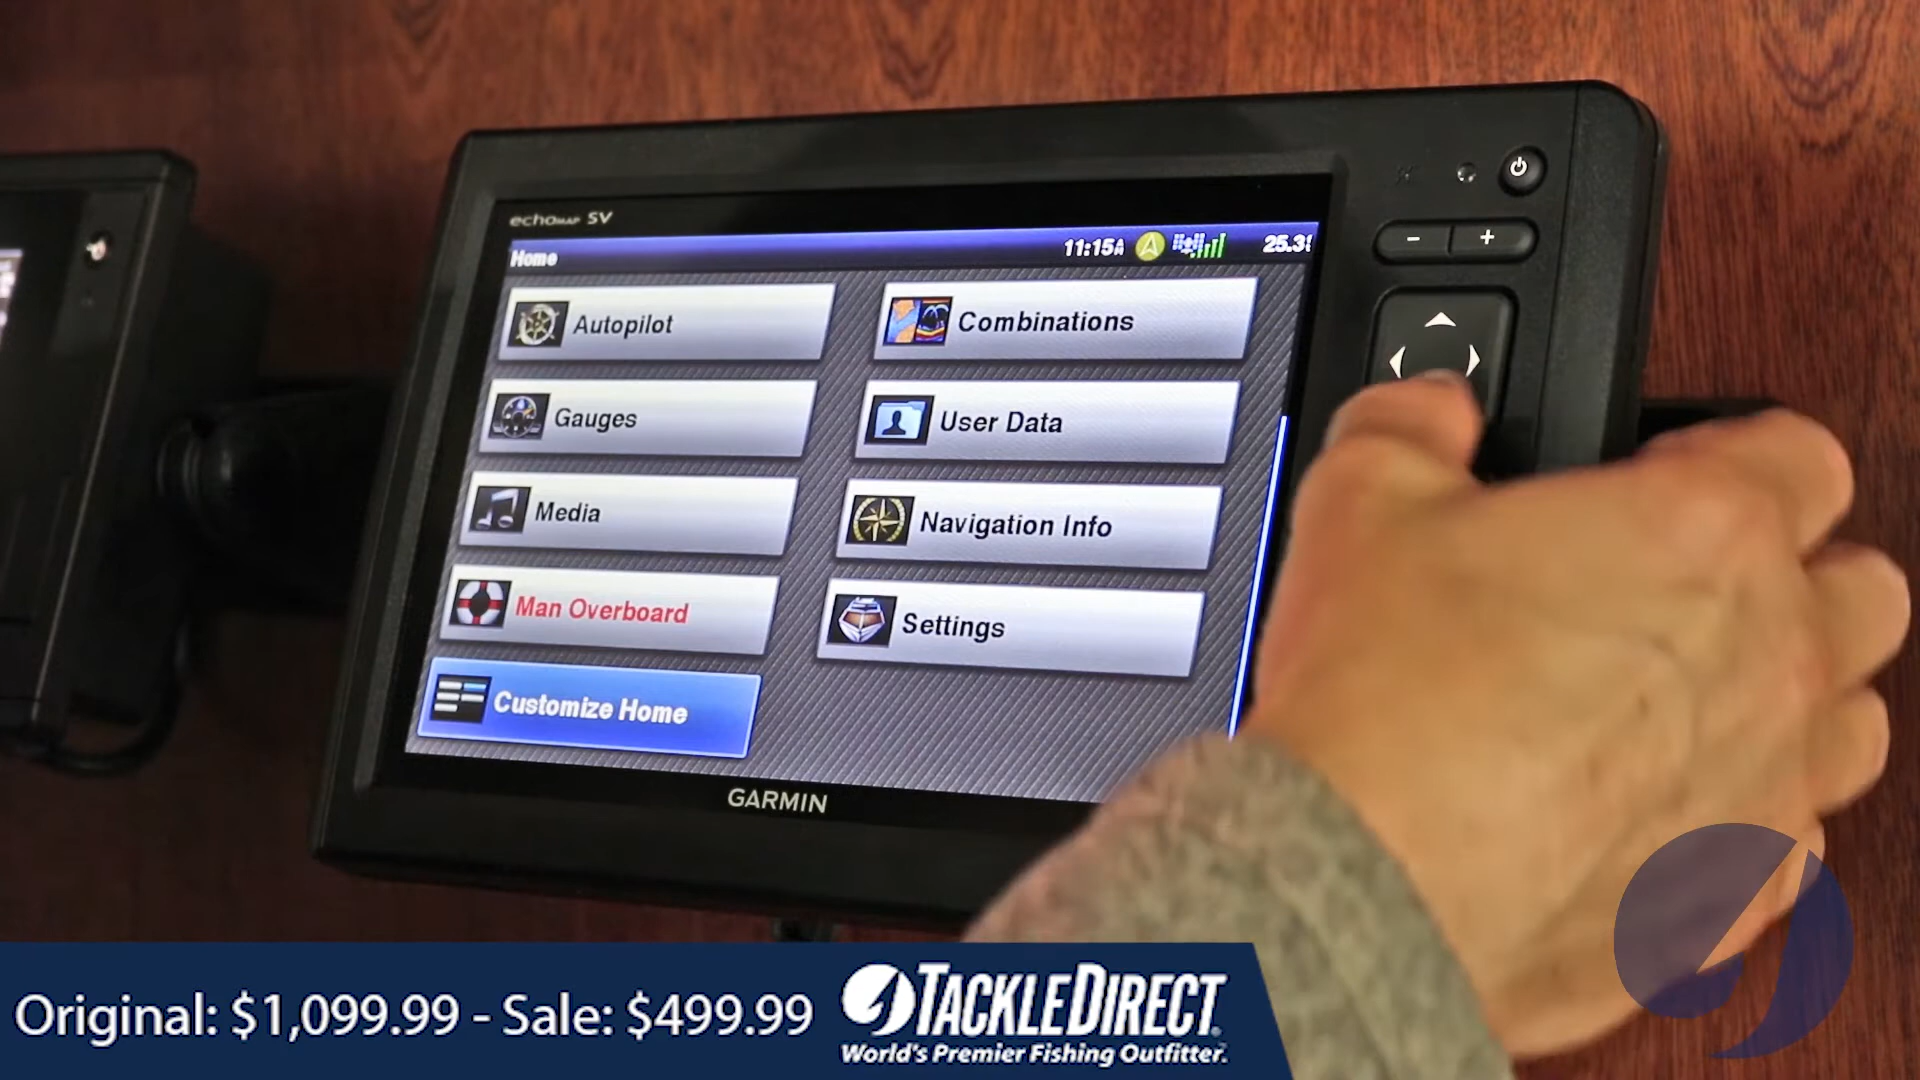 echoMAP SV
Home 11:15A 25.3
Autopilot Combinations
Gauges User Data
Media Navigation Info
Man Overboard Settings
Customize Home
GARMIN
- +
Original: $1,099.99 - Sale: $499.99
TACKLEDIRECT
World's Premier Fishing Outfitter.